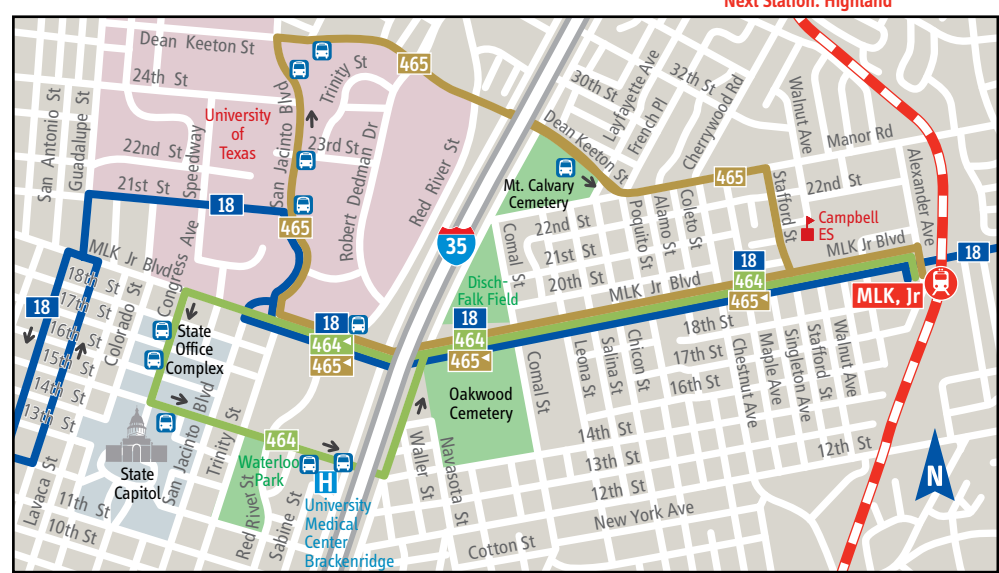 Next Station: Highland
Dean Keeton St
465
24th St
Trinity St
30th St
Layfayette Ave
32nd St
San Antonio St
Guadalupe St
University
of
Texas
San Jacinto Blvd
23rd St
French Pl
Cherrywood Rd
Walnut Ave
Manor Rd
22nd St
Speedway
Robert Dedman Dr
Red River St
Dean Keeton St
Alexander Ave
21st St
18
465
Mt. Calvary
Cemetery
465
Stafford St
22nd St
Campbell
ES
35
Comal St
22nd St
21st St
20th St
Poquito St
Alamo St
Coleto St
MLK Jr Blvd
18
MLK Jr Blvd
18th St
17th St
16th St
15th St
14th St
13th St
Congress Ave
Colorado St
Disch-
Falk Field
MLK Jr Blvd
18
464
465
MLK, Jr
18
State
Office
Complex
18
464
465
18
464
465
18th St
17th St
16th St
Leona St
Salina St
Chicon St
Chestnut Ave
Maple Ave
Singleton Ave
Stafford St
Walnut Ave
Oakwood
Cemetery
Comal St
San Jacinto Blvd
Trinity St
464
Waterloo
Park
State
Capitol
Lavaca St
11th St
10th St
Red River St
Sabine St
H
University
Medical
Center
Brackenridge
Waller St
Navasota St
14th St
13th St
12th St
12th St
New York Ave
Cotton St
N